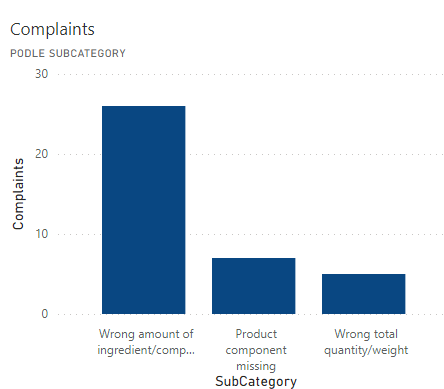 Complaints
PODLE SUBCATEGORY
30
20
10
0
Complaints
Wrong amount of
ingredient/comp...
Product
component
missing
Wrong total
quantity/weight
SubCategory